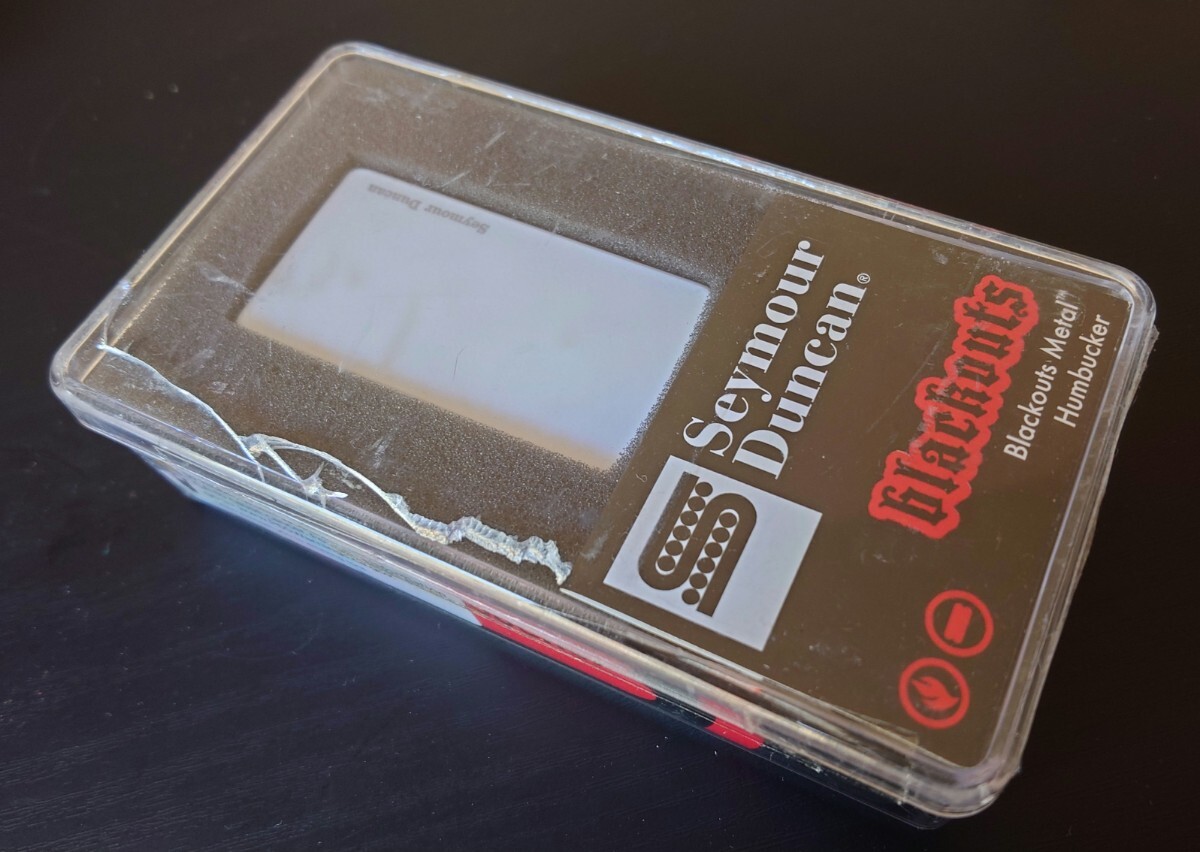 Seymour Duncan
Seymour
Duncan®
Blackouts
Blackouts Metal™
Humbucker